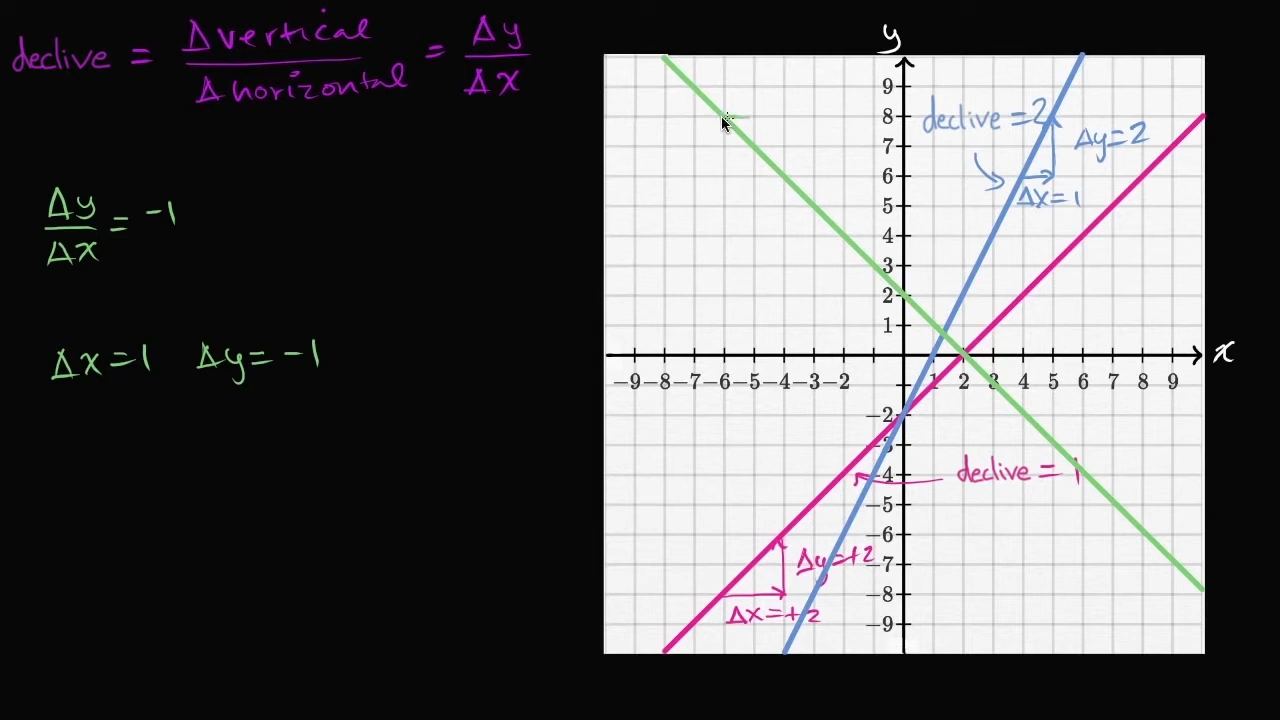 declive = Δvertical / Δhorizontal = Δy / Δx
Δy / Δx = -1
Δx=1 Δy=-1
y
x
9
8
7
6
5
4
3
2
1
-9 -8 -7 -6 -5 -4 -3 -2 1 2 3 4 5 6 7 8 9
-2
-3
-4
-5
-6
-7
-8
-9
declive = 2
Δy=2
Δx=1
declive = 1
Δy=+2
Δx=+2